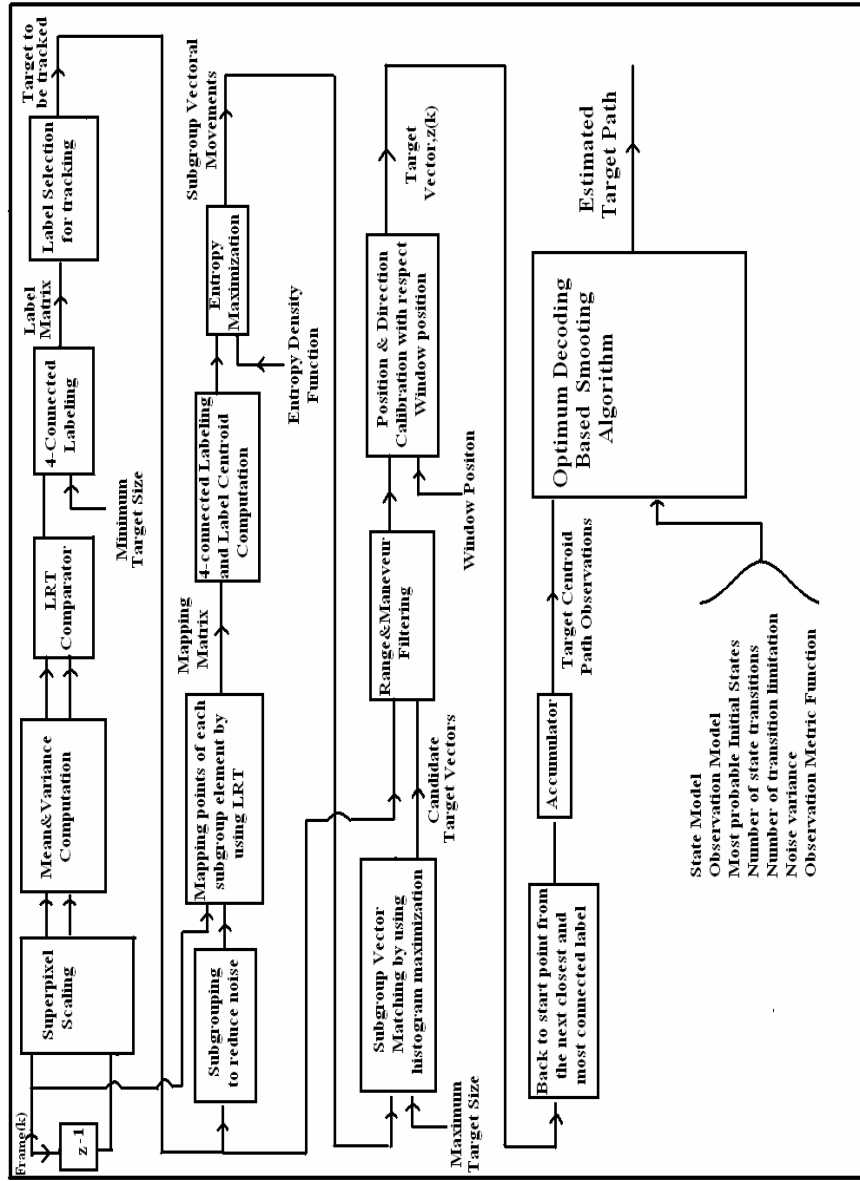 Frame(k)
z -1
Superpixel
Scaling
Mean&Variance
Computation
LRT
Comparator
Minimum
Target Size
4-Connected
Labeling
Label
Matrix
Label Selection
for tracking
Target to
be tracked
Subgrouping
to reduce noise
Mapping points of each
subgroup element by
using LRT
Mapping
Matrix
4-connected Labeling
and Label Centroid
Computation
Entropy Density
Function
Entropy
Maximization
Subgroup Vectoral
Movements
Maximum
Target Size
Subgroup Vector
Matching by using
histogram maximization
Candidate
Target Vectors
Range&Maneveur
Filtering
Window Positon
Position & Direction
Calibration with respect
Window position
Target
Vector,z(k)
Back to start point from
the next closest and
most connected label
Accumulator
Target Centroid
Path Observations
Optimum Decoding
Based Smooting
Algorithm
Estimated
Target Path
State Model
Observation Model
Most probable Initial States
Number of state transitions
Number of transition limitation
Noise variance
Observation Metric Function